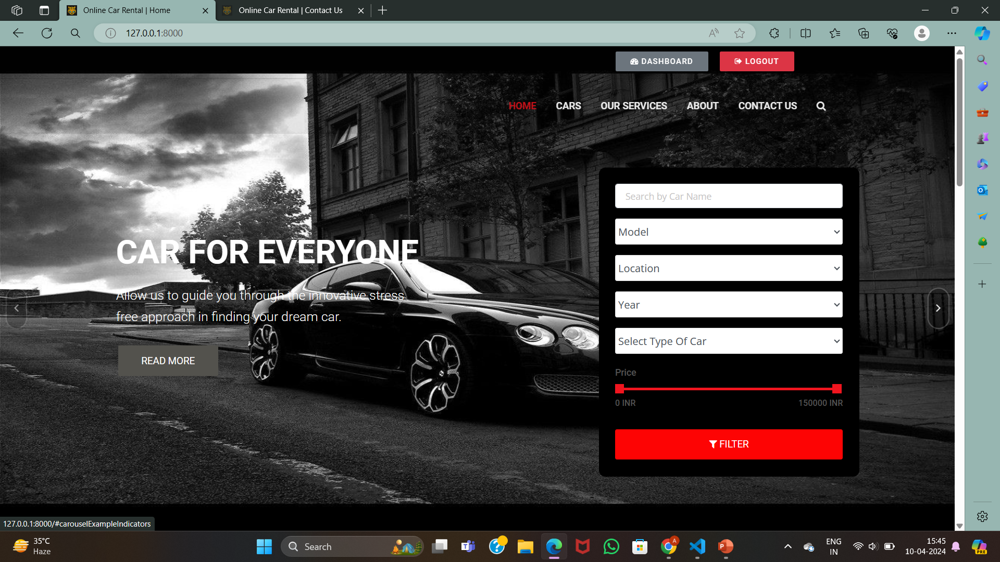 Online Car Rental | Home
Online Car Rental | Contact Us
127.0.0.1:8000
DASHBOARD
LOGOUT
HOME
CARS
OUR SERVICES
ABOUT
CONTACT US
CAR FOR EVERYONE
Allow us to guide you through the innovative stress
free approach in finding your dream car.
READ MORE
Search by Car Name
Model
Location
Year
Select Type Of Car
Price
0 INR
150000 INR
FILTER
127.0.0.1:8000/#carouselExampleIndicators
35°C
Haze
Search
ENG
IN
15:45
10-04-2024
PRE